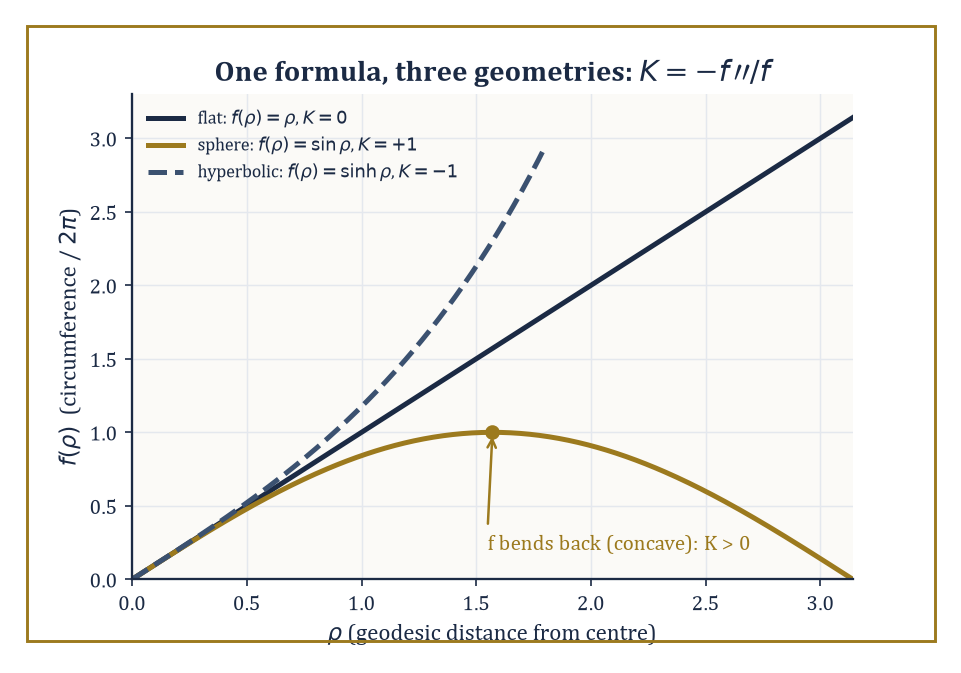 One formula, three geometries: K = −f′′/f
flat: f(ρ) = ρ, K = 0
sphere: f(ρ) = sin ρ, K = +1
hyperbolic: f(ρ) = sinh ρ, K = −1
f(ρ) (circumference / 2π)
3.0
2.5
2.0
1.5
1.0
0.5
0.0
f bends back (concave): K > 0
0.0 0.5 1.0 1.5 2.0 2.5 3.0
ρ (geodesic distance from centre)